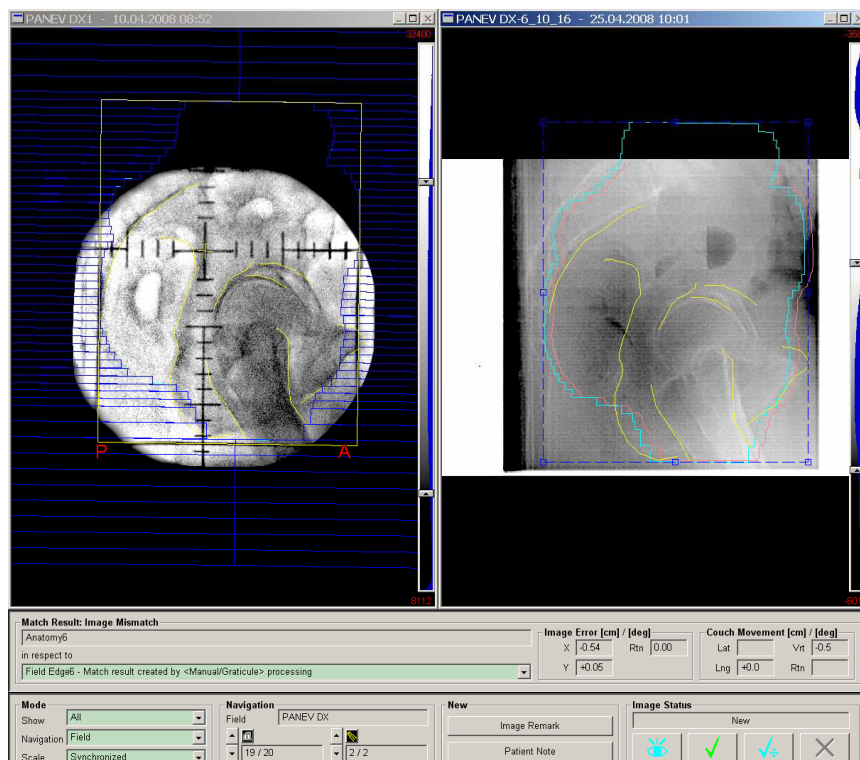 PANEV DX1 - 10.04.2008 08:52
PANEV DX-6_10_16 - 25.04.2008 10:01
32400
P
A
8112
Match Result: Image Mismatch
Anatomy6
in respect to
Field Edge6 - Match result created by <Manual/Graticule> processing
Image Error [cm] / [deg]
X -0.54 Rtn 0.00
Y +0.05
Couch Movement [cm] / [deg]
Lat Vrt -0.5
Lng +0.0 Rtn
Mode
Show All
Navigation Field
Scale Synchronized
Navigation
Field PANEV DX
19 / 20 2 / 2
New
Image Remark
Patient Note
Image Status
New